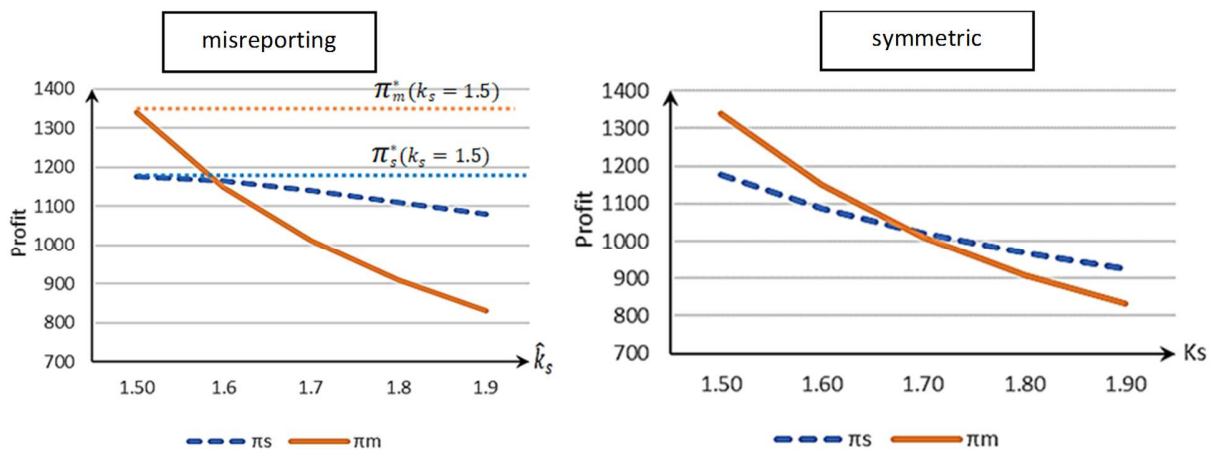 misreporting
1400
1300
1200
1100
1000
900
800
700
Profit
π*m(ks = 1.5)
π*s(ks = 1.5)
1.50 1.6 1.7 1.8 1.9
k̂s
πs πm
symmetric
1400
1300
1200
1100
1000
900
800
700
Profit
1.50 1.60 1.70 1.80 1.90
Ks
πs πm